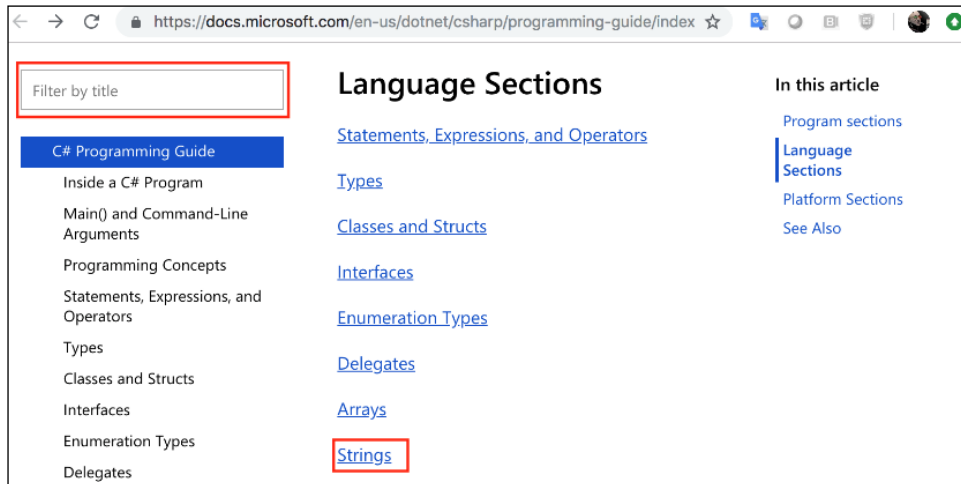 https://docs.microsoft.com/en-us/dotnet/csharp/programming-guide/index
Filter by title
C# Programming Guide
Inside a C# Program
Main() and Command-Line
Arguments
Programming Concepts
Statements, Expressions, and
Operators
Types
Classes and Structs
Interfaces
Enumeration Types
Delegates
Language Sections
Statements, Expressions, and Operators
Types
Classes and Structs
Interfaces
Enumeration Types
Delegates
Arrays
Strings
In this article
Program sections
Language
Sections
Platform Sections
See Also